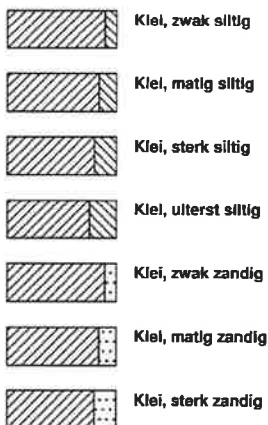 Klei, zwak siltig
Klei, matig siltig
Klei, sterk siltig
Klei, uiterst siltig
Klei, zwak zandig
Klei, matig zandig
Klei, sterk zandig